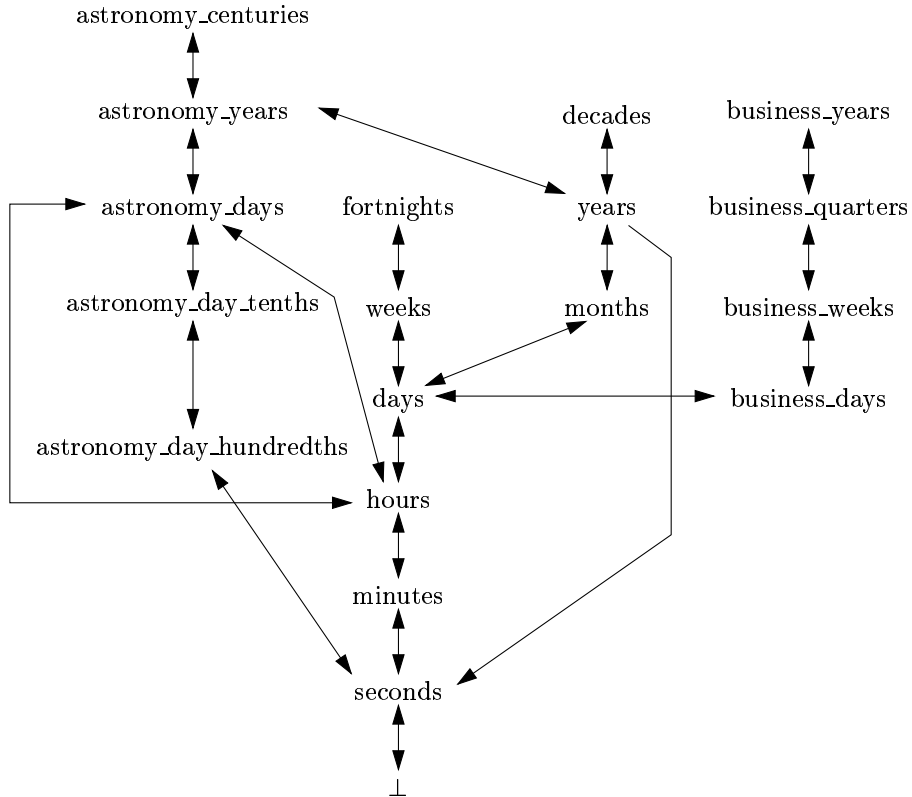 astronomy_centuries
astronomy_years
decades
business_years
astronomy_days
fortnights
years
business_quarters
astronomy_day_tenths
weeks
months
business_weeks
days
business_days
astronomy_day_hundredths
hours
minutes
seconds
⊥